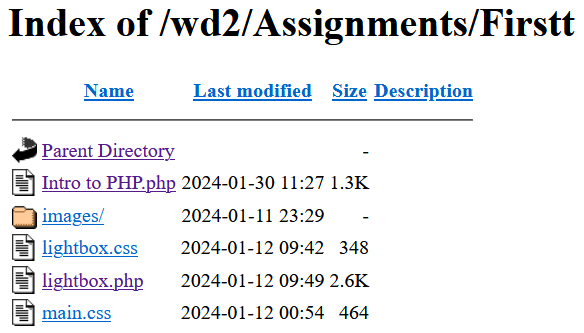 Index of /wd2/Assignments/Firstt
Name Last modified Size Description
Parent Directory -
Intro to PHP.php 2024-01-30 11:27 1.3K
images/ 2024-01-11 23:29 -
lightbox.css 2024-01-12 09:42 348
lightbox.php 2024-01-12 09:49 2.6K
main.css 2024-01-12 00:54 464